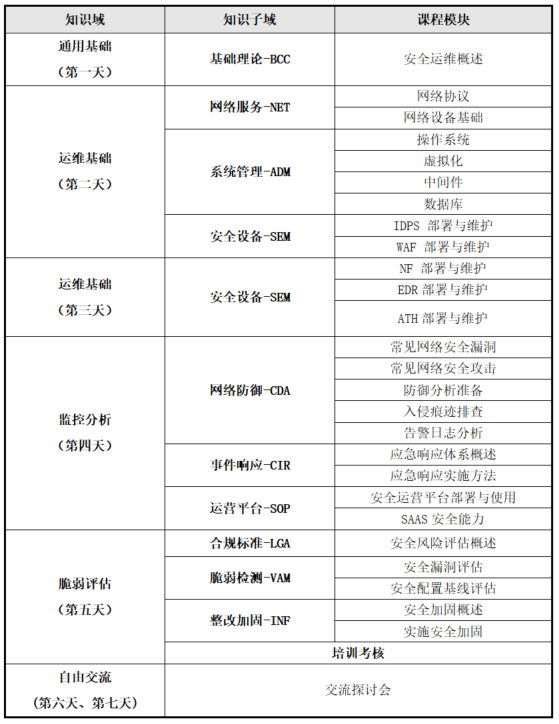 知识域 知识子域 课程模块
通用基础
（第一天）
基础理论-BCC 安全运维概述
运维基础
（第二天）
网络服务-NET
网络协议
网络设备基础
系统管理-ADM
操作系统
虚拟化
中间件
数据库
安全设备-SEM
IDPS 部署与维护
WAF 部署与维护
运维基础
（第三天）
安全设备-SEM
NF 部署与维护
EDR 部署与维护
ATH 部署与维护
监控分析
（第四天）
网络防御-CDA
常见网络安全漏洞
常见网络安全攻击
防御分析准备
入侵痕迹排查
告警日志分析
事件响应-CIR
应急响应体系概述
应急响应实施方法
运营平台-SOP
安全运营平台部署与使用
SAAS 安全能力
脆弱评估
（第五天）
合规标准-LGA 安全风险评估概述
脆弱检测-VAM
安全漏洞评估
安全配置基线评估
整改加固-INF
安全加固概述
实施安全加固
培训考核
自由交流
(第六天、第七天)
交流探讨会